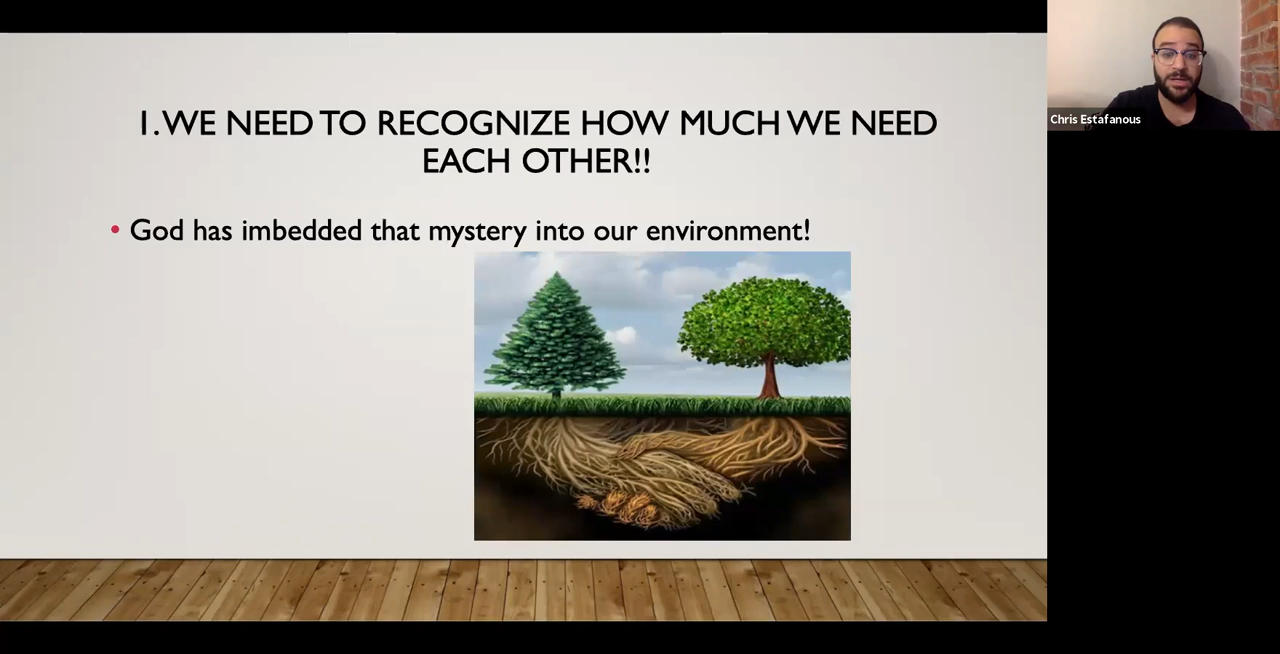 1. WE NEED TO RECOGNIZE HOW MUCH WE NEED
EACH OTHER!!
• God has imbedded that mystery into our environment!
Chris Estafanous